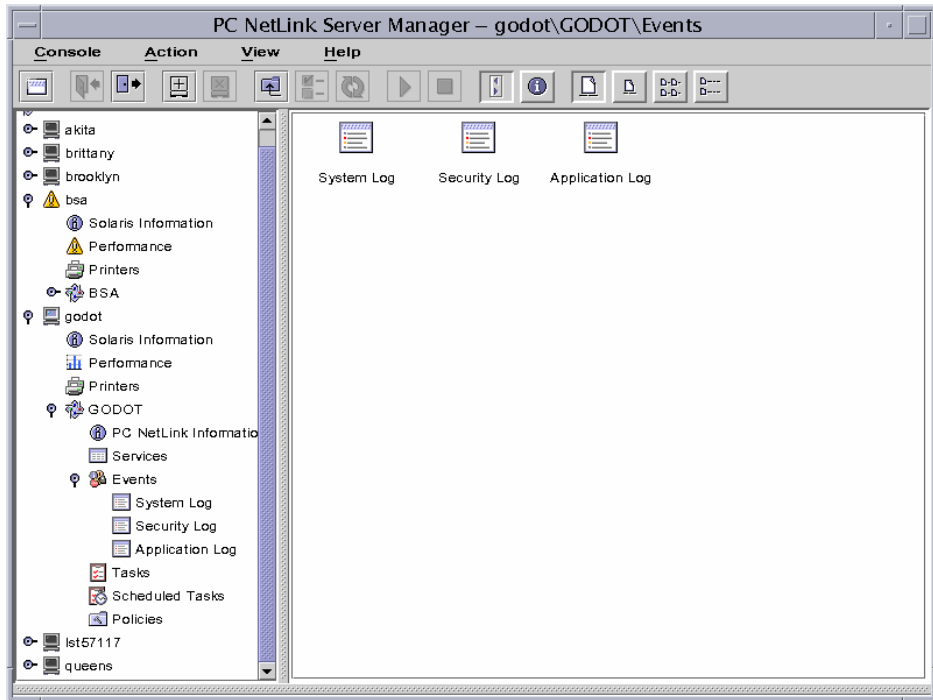 PC NetLink Server Manager – godot\GODOT\Events
Console Action View Help
akita
brittany
brooklyn
bsa
Solaris Information
Performance
Printers
BSA
godot
Solaris Information
Performance
Printers
GODOT
PC NetLink Informatio
Services
Events
System Log
Security Log
Application Log
Tasks
Scheduled Tasks
Policies
lst57117
queens
System Log Security Log Application Log